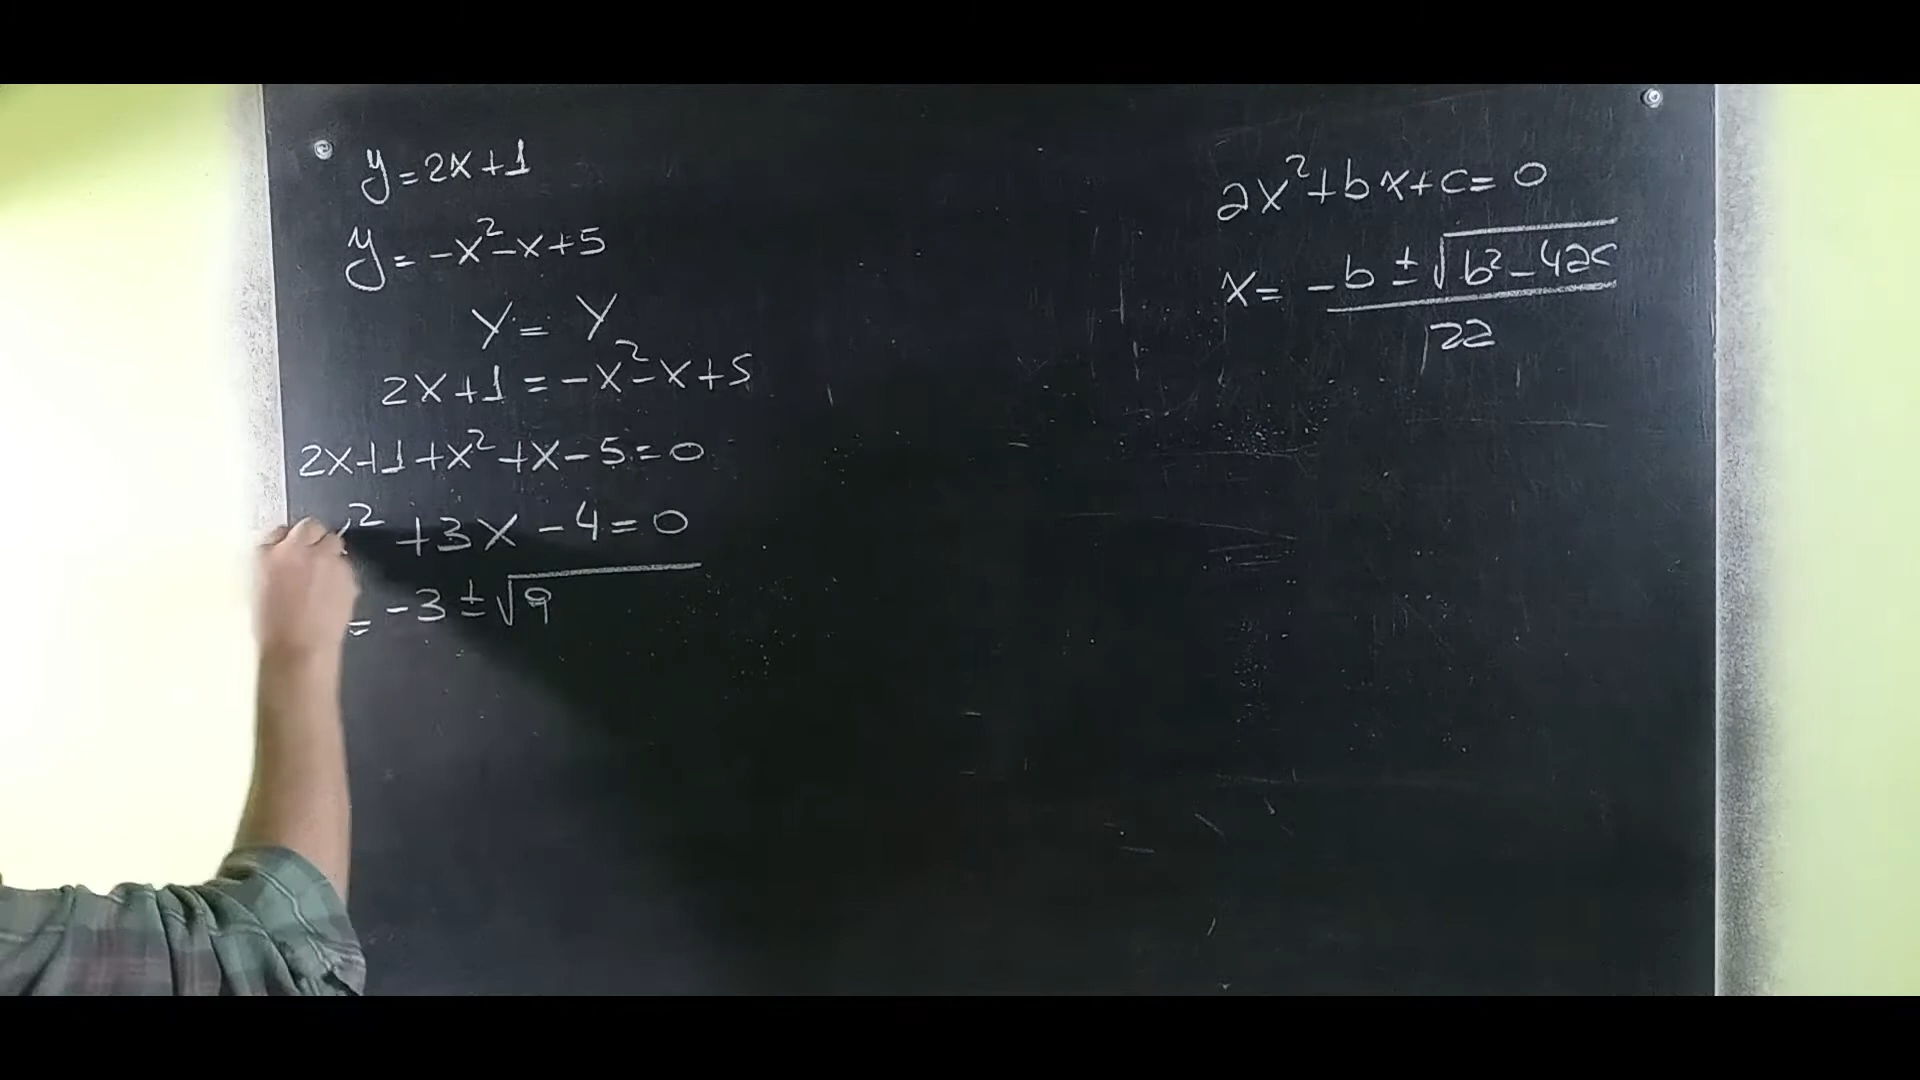 y=2x+1
y=-x²-x+5
Y=Y
2x+1=-x²-x+5
2x+1+x²+x-5=0
x²+3x-4=0
=-3±√9
ax²+bx+c=0
x=-b±√b²-4ac
2a